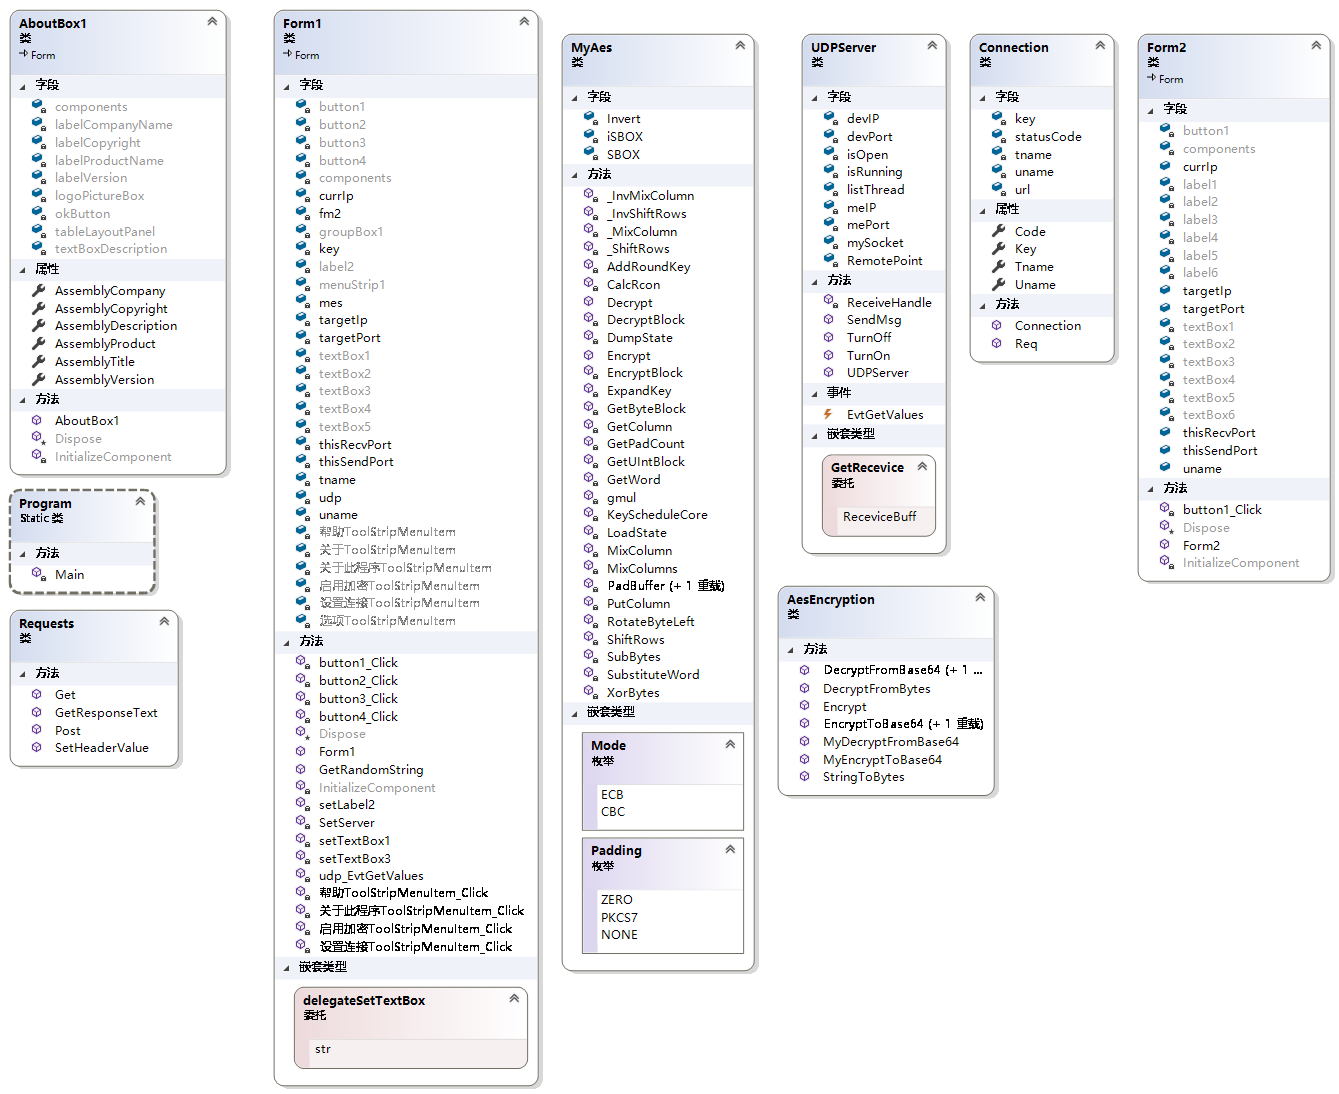 AboutBox1
类
Form
字段
components
labelCompanyName
labelCopyright
labelProductName
labelVersion
logoPictureBox
okButton
tableLayoutPanel
textBoxDescription
属性
AssemblyCompany
AssemblyCopyright
AssemblyDescription
AssemblyProduct
AssemblyTitle
AssemblyVersion
方法
AboutBox1
Dispose
InitializeComponent
Program
Static 类
方法
Main
Requests
类
方法
Get
GetResponseText
Post
SetHeaderValue
Form1
类
Form
字段
button1
button2
button3
button4
components
currIp
fm2
groupBox1
key
label2
menuStrip1
mes
targetIp
targetPort
textBox1
textBox2
textBox3
textBox4
textBox5
thisRecvPort
thisSendPort
tname
udp
uname
帮助ToolStripMenuItem
关于ToolStripMenuItem
关于此程序ToolStripMenuItem
启用加密ToolStripMenuItem
设置连接ToolStripMenuItem
选项ToolStripMenuItem
方法
button1_Click
button2_Click
button3_Click
button4_Click
Dispose
Form1
GetRandomString
InitializeComponent
setLabel2
SetServer
setTextBox1
setTextBox3
udp_EvtGetValues
帮助ToolStripMenuItem_Click
关于此程序ToolStripMenuItem_Click
启用加密ToolStripMenuItem_Click
设置连接ToolStripMenuItem_Click
嵌套类型
delegateSetTextBox
委托
str
MyAes
类
字段
Invert
iSBOX
SBOX
方法
_InvMixColumn
_InvShiftRows
_MixColumn
_ShiftRows
AddRoundKey
CalcRcon
Decrypt
DecryptBlock
DumpState
Encrypt
EncryptBlock
ExpandKey
GetByteBlock
GetColumn
GetPadCount
GetUIntBlock
GetWord
gmul
KeyScheduleCore
LoadState
MixColumn
MixColumns
PadBuffer (+ 1 重载)
PutColumn
RotateByteLeft
ShiftRows
SubBytes
SubstituteWord
XorBytes
嵌套类型
Mode
枚举
ECB
CBC
Padding
枚举
ZERO
PKCS7
NONE
UDPServer
类
字段
devIP
devPort
isOpen
isRunning
listThread
meIP
mePort
mySocket
RemotePoint
方法
ReceiveHandle
SendMsg
TurnOff
TurnOn
UDPServer
事件
EvtGetValues
嵌套类型
GetRecevice
委托
ReceviceBuff
Connection
类
字段
key
statusCode
tname
uname
url
属性
Code
Key
Tname
Uname
方法
Connection
Req
Form2
类
Form
字段
button1
components
currIp
label1
label2
label3
label4
label5
label6
targetIp
targetPort
textBox1
textBox2
textBox3
textBox4
textBox5
textBox6
thisRecvPort
thisSendPort
uname
方法
button1_Click
Dispose
Form2
InitializeComponent
AesEncryption
类
方法
DecryptFromBase64 (+ 1 ...
DecryptFromBytes
Encrypt
EncryptToBase64 (+ 1 重载)
MyDecryptFromBase64
MyEncryptToBase64
StringToBytes